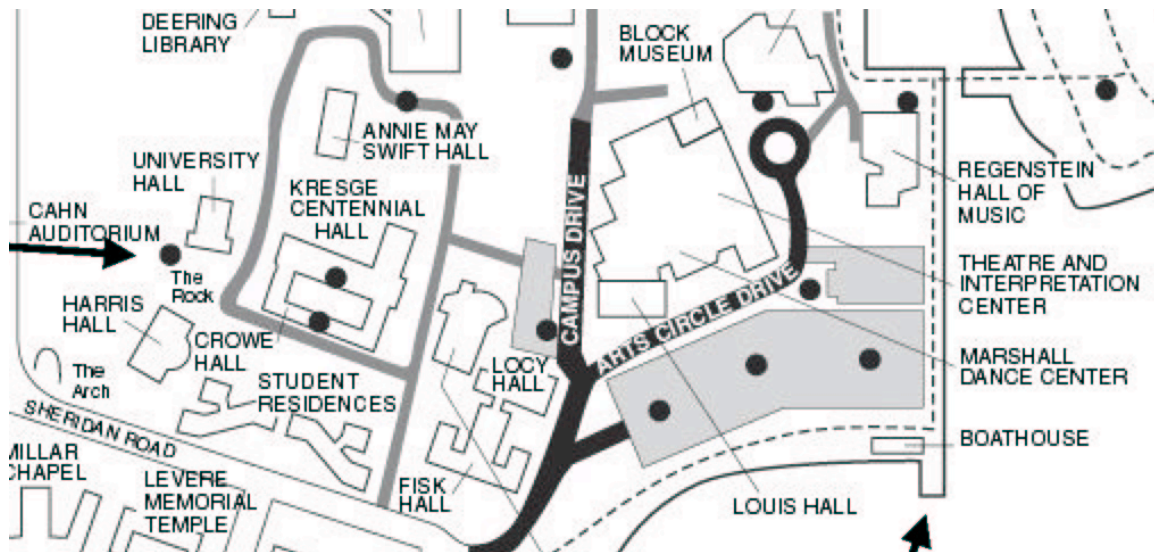 DEERING
LIBRARY
BLOCK
MUSEUM
ANNIE MAY
SWIFT HALL
UNIVERSITY
HALL
KRESGE
CENTENNIAL
HALL
REGENSTEIN
HALL OF
MUSIC
CAHN
AUDITORIUM
CAMPUS DRIVE
The
Rock
THEATRE AND
INTERPRETATION
CENTER
ARTS CIRCLE DRIVE
HARRIS
HALL
CROWE
HALL
LOCY
HALL
MARSHALL
DANCE CENTER
The
Arch
STUDENT
RESIDENCES
SHERIDAN ROAD
BOATHOUSE
MILLAR
CHAPEL
LEVERE
MEMORIAL
TEMPLE
FISK
HALL
LOUIS HALL